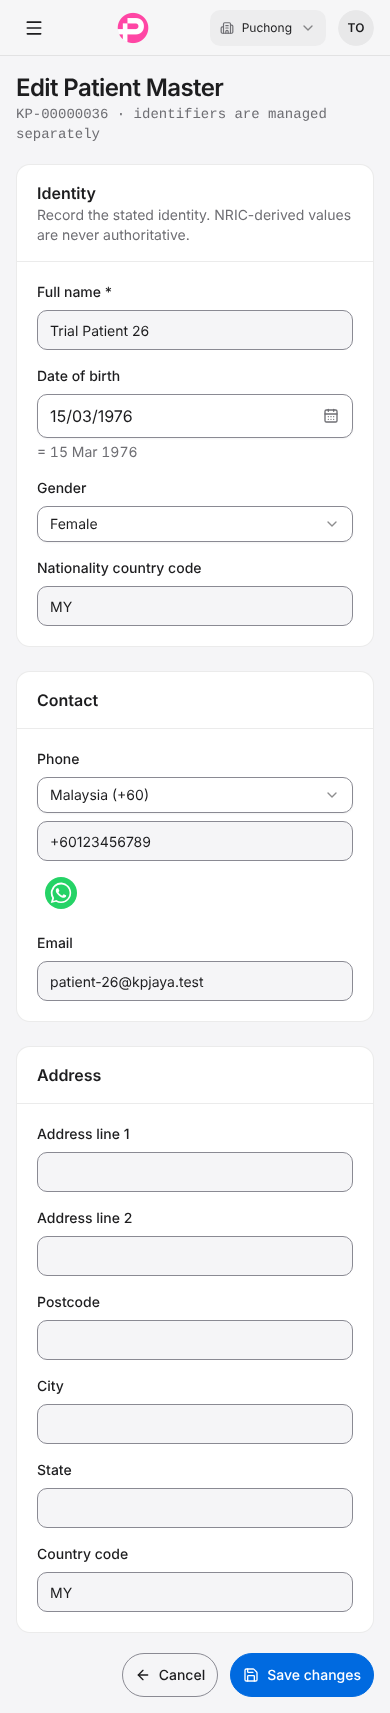 Puchong
TO
Edit Patient Master
KP-00000036 · identifiers are managed
separately
Identity
Record the stated identity. NRIC-derived values
are never authoritative.
Full name *
Trial Patient 26
Date of birth
15/03/1976
= 15 Mar 1976
Gender
Female
Nationality country code
MY
Contact
Phone
Malaysia (+60)
+60123456789
Email
patient-26@kpjaya.test
Address
Address line 1
Address line 2
Postcode
City
State
Country code
MY
Cancel
Save changes